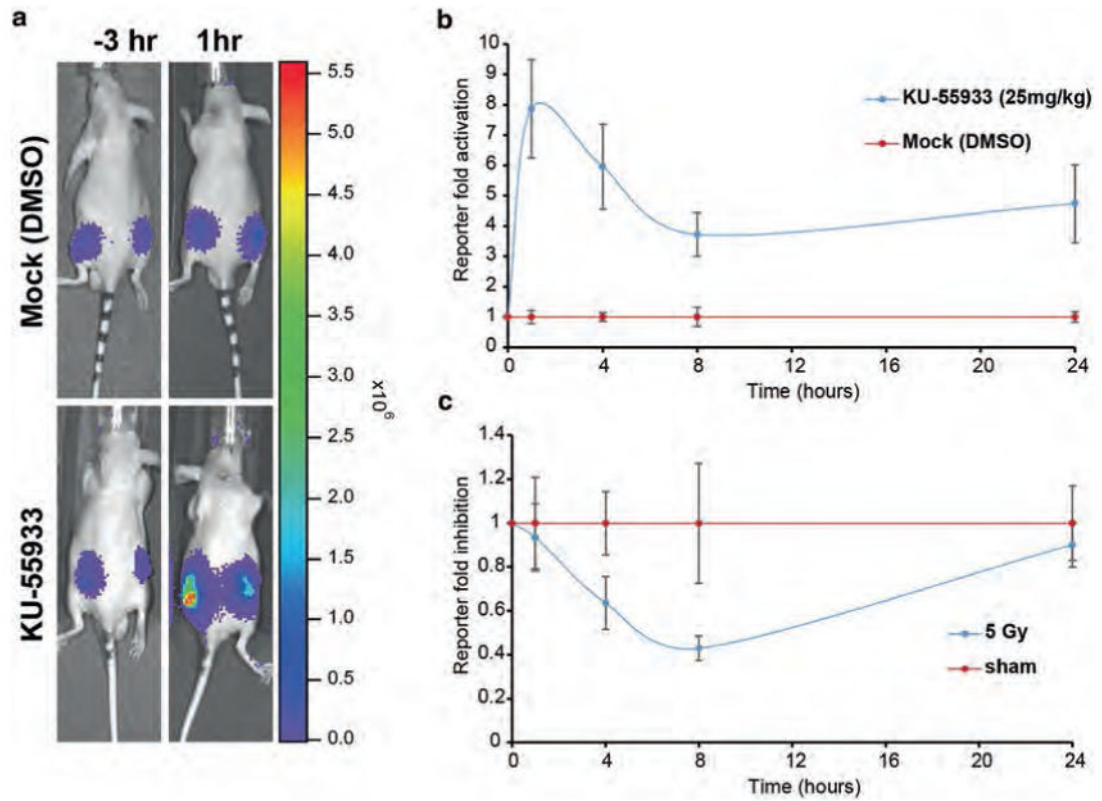 a
-3 hr 1hr
Mock (DMSO)
KU-55933
5.5
5.0
4.5
4.0
3.5
3.0
2.5
2.0
1.5
1.0
0.5
0.0
x10⁶
b
Reporter fold activation
10
9
8
7
6
5
4
3
2
1
0
0 4 8 12 16 20 24
Time (hours)
KU-55933 (25mg/kg)
Mock (DMSO)
c
Reporter fold inhibition
1.4
1.2
1
0.8
0.6
0.4
0.2
0
0 4 8 12 16 20 24
Time (hours)
5 Gy
sham